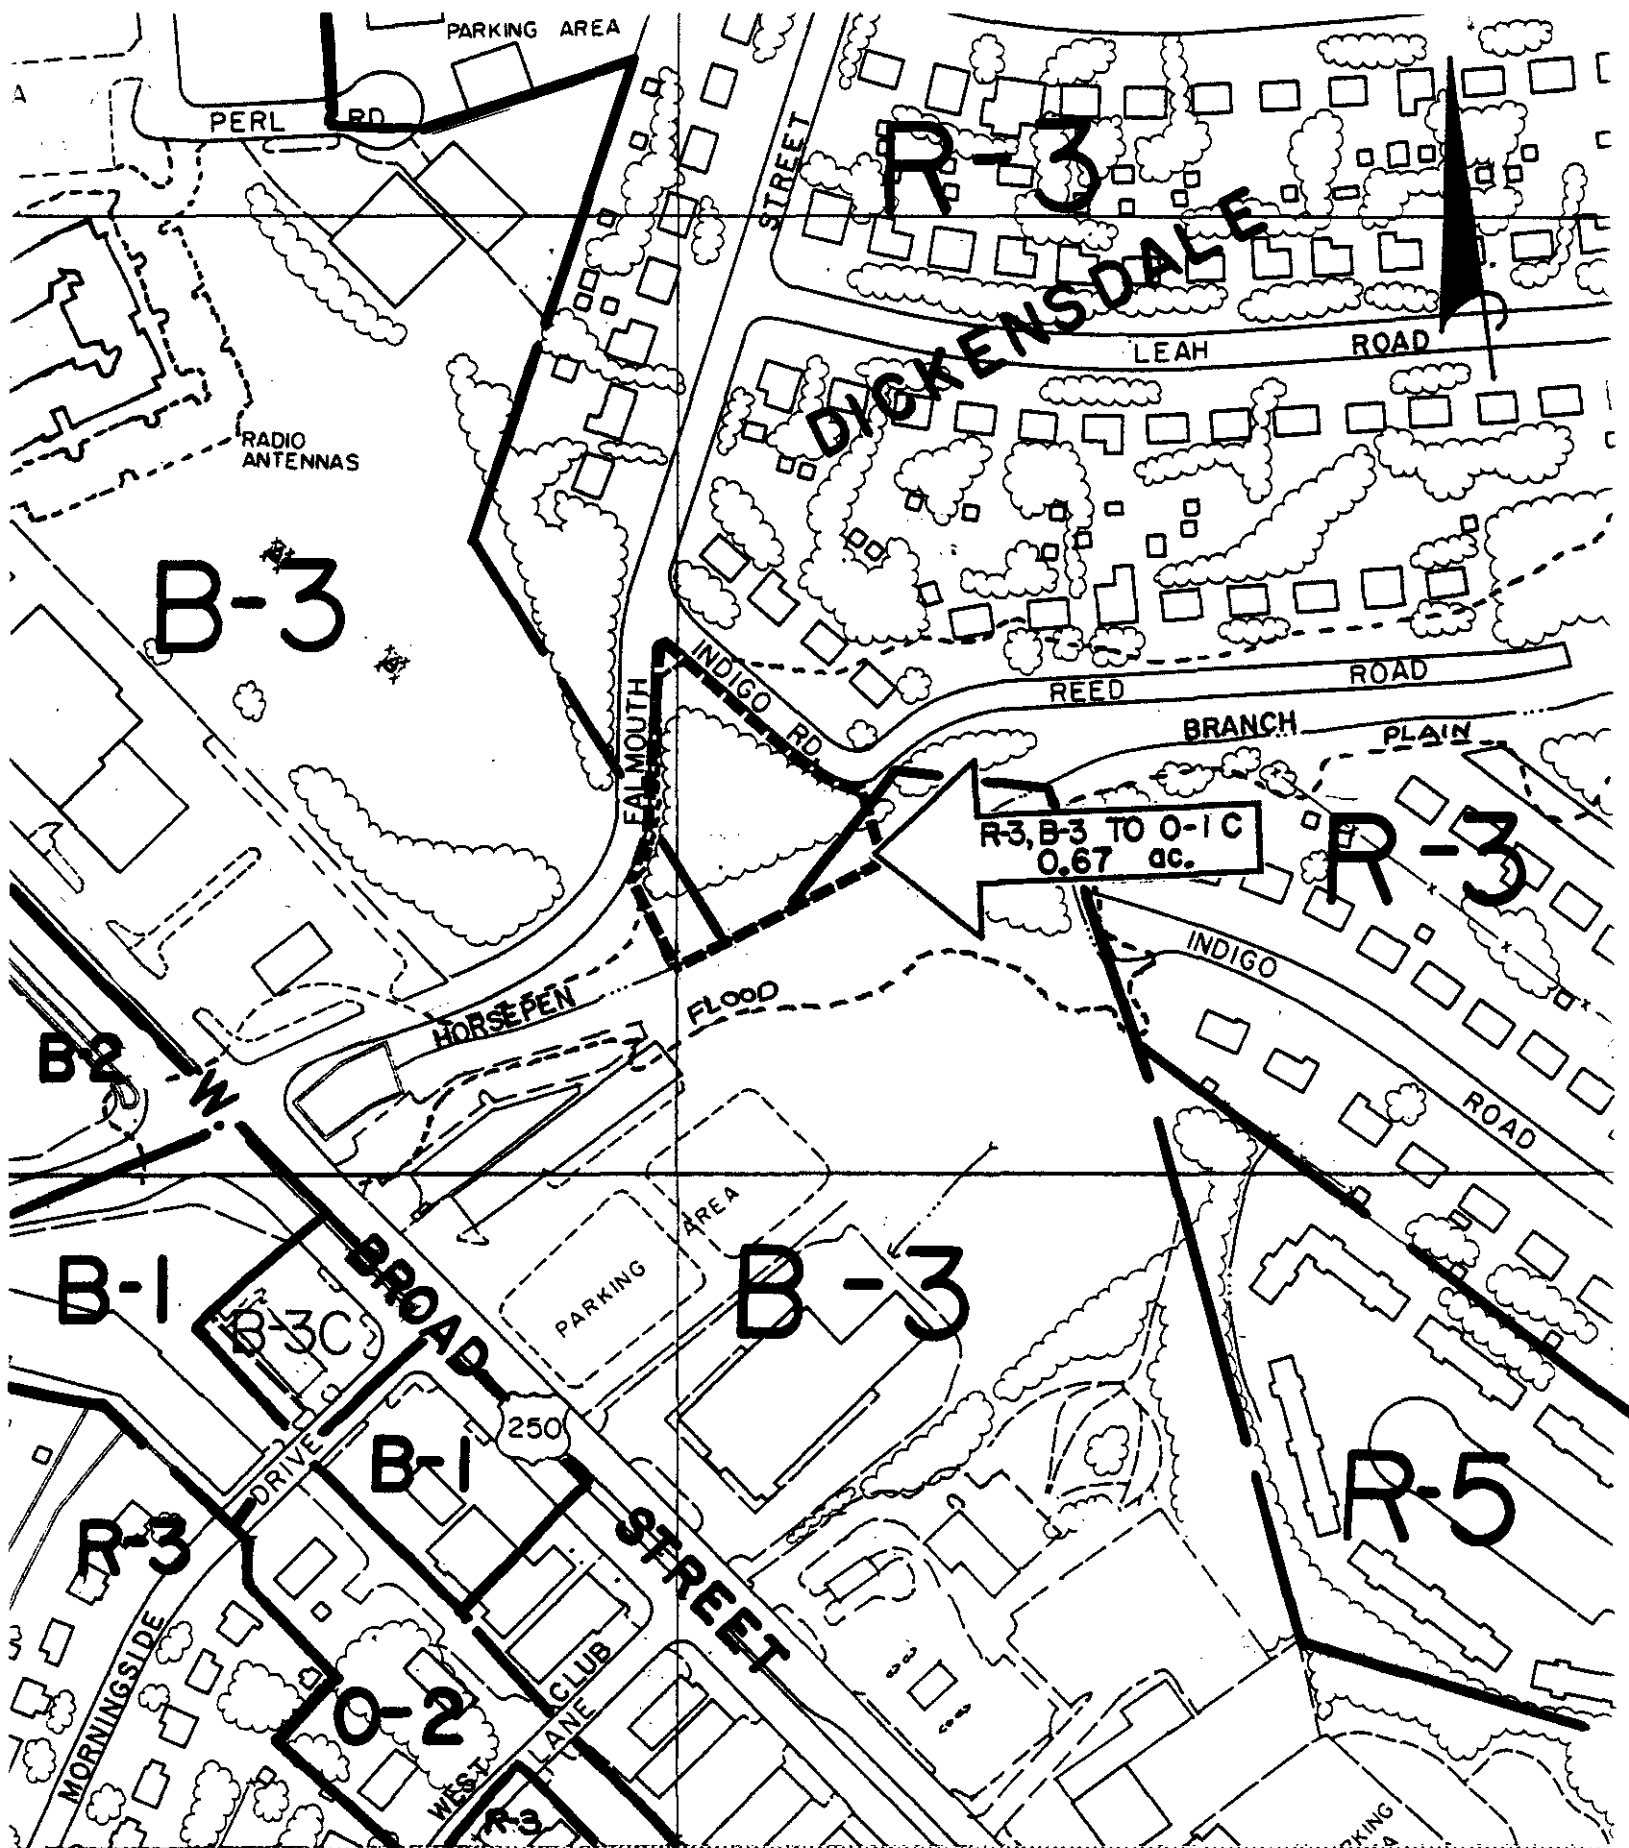 PARKING AREA
A
PERL RD
STREET
R-3
DICKENSDALE
LEAH ROAD
RADIO
ANTENNAS
B-3
INDIGO RD
FALMOUTH
REED ROAD
BRANCH
PLAIN
R-3, B-3 TO O-1C
0.67 ac.
R-3
INDIGO
ROAD
HORSEPEN
FLOOD
B-2
W.
BROAD
STREET
B-1
B-3C
PARKING
AREA
B-3
250
DRIVE
B-1
R-3
R-5
MORNINGSIDE
O-2
CLUB
LANE
WEST
R-3